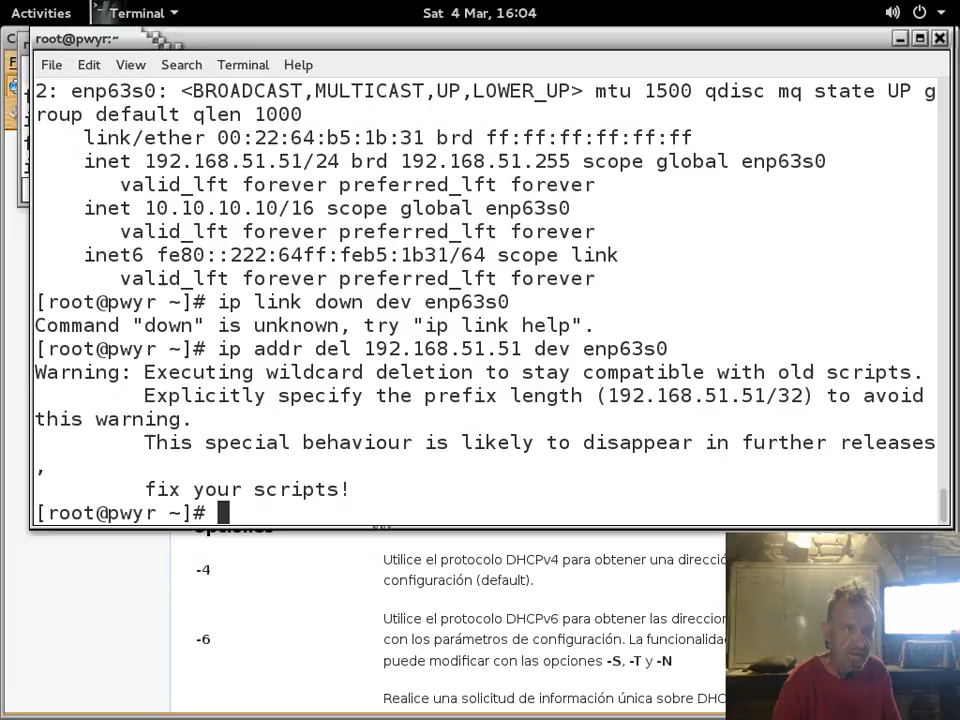 Activities
Terminal
Sat 4 Mar, 16:04
root@pwyr:~
File Edit View Search Terminal Help
2: enp63s0: <BROADCAST,MULTICAST,UP,LOWER_UP> mtu 1500 qdisc mq state UP g
roup default qlen 1000
link/ether 00:22:64:b5:1b:31 brd ff:ff:ff:ff:ff:ff
inet 192.168.51.51/24 brd 192.168.51.255 scope global enp63s0
valid_lft forever preferred_lft forever
inet 10.10.10.10/16 scope global enp63s0
valid_lft forever preferred_lft forever
inet6 fe80::222:64ff:feb5:1b31/64 scope link
valid_lft forever preferred_lft forever
[root@pwyr ~]# ip link down dev enp63s0
Command "down" is unknown, try "ip link help".
[root@pwyr ~]# ip addr del 192.168.51.51 dev enp63s0
Warning: Executing wildcard deletion to stay compatible with old scripts.
Explicitly specify the prefix length (192.168.51.51/32) to avoid
this warning.
This special behaviour is likely to disappear in further releases
,
fix your scripts!
[root@pwyr ~]#
-4
Utilice el protocolo DHCPv4 para obtener una direcció
configuración (default).
-6
Utilice el protocolo DHCPv6 para obtener las direccion
con los parámetros de configuración. La funcionalida
puede modificar con las opciones -S, -T y -N
Realice una solicitud de información única sobre DHC